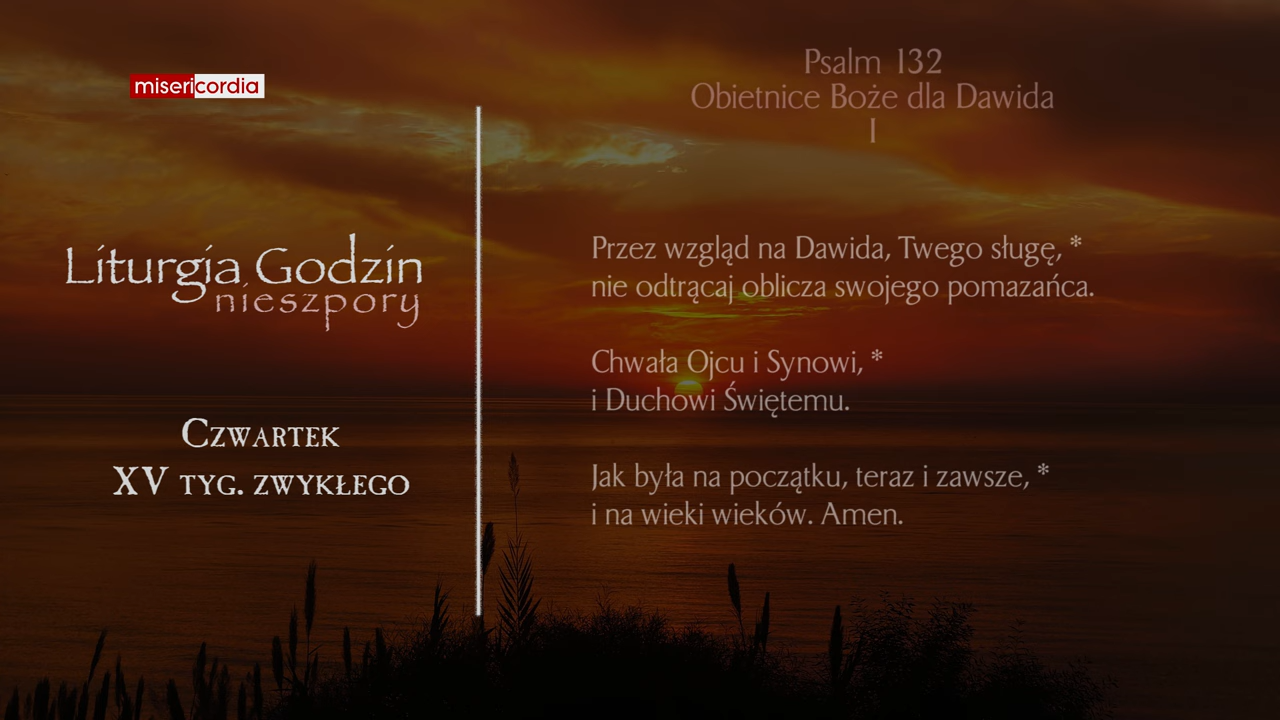 misericordia
Liturgia Godzin
nieszpory
Czwartek
XV tyg. zwykłego
Psalm 132
Obietnice Boże dla Dawida
I
Przez wzgląd na Dawida, Twego sługę, *
nie odtrącaj oblicza swojego pomazańca.
Chwała Ojcu i Synowi, *
i Duchowi Świętemu.
Jak była na początku, teraz i zawsze, *
i na wieki wieków. Amen.